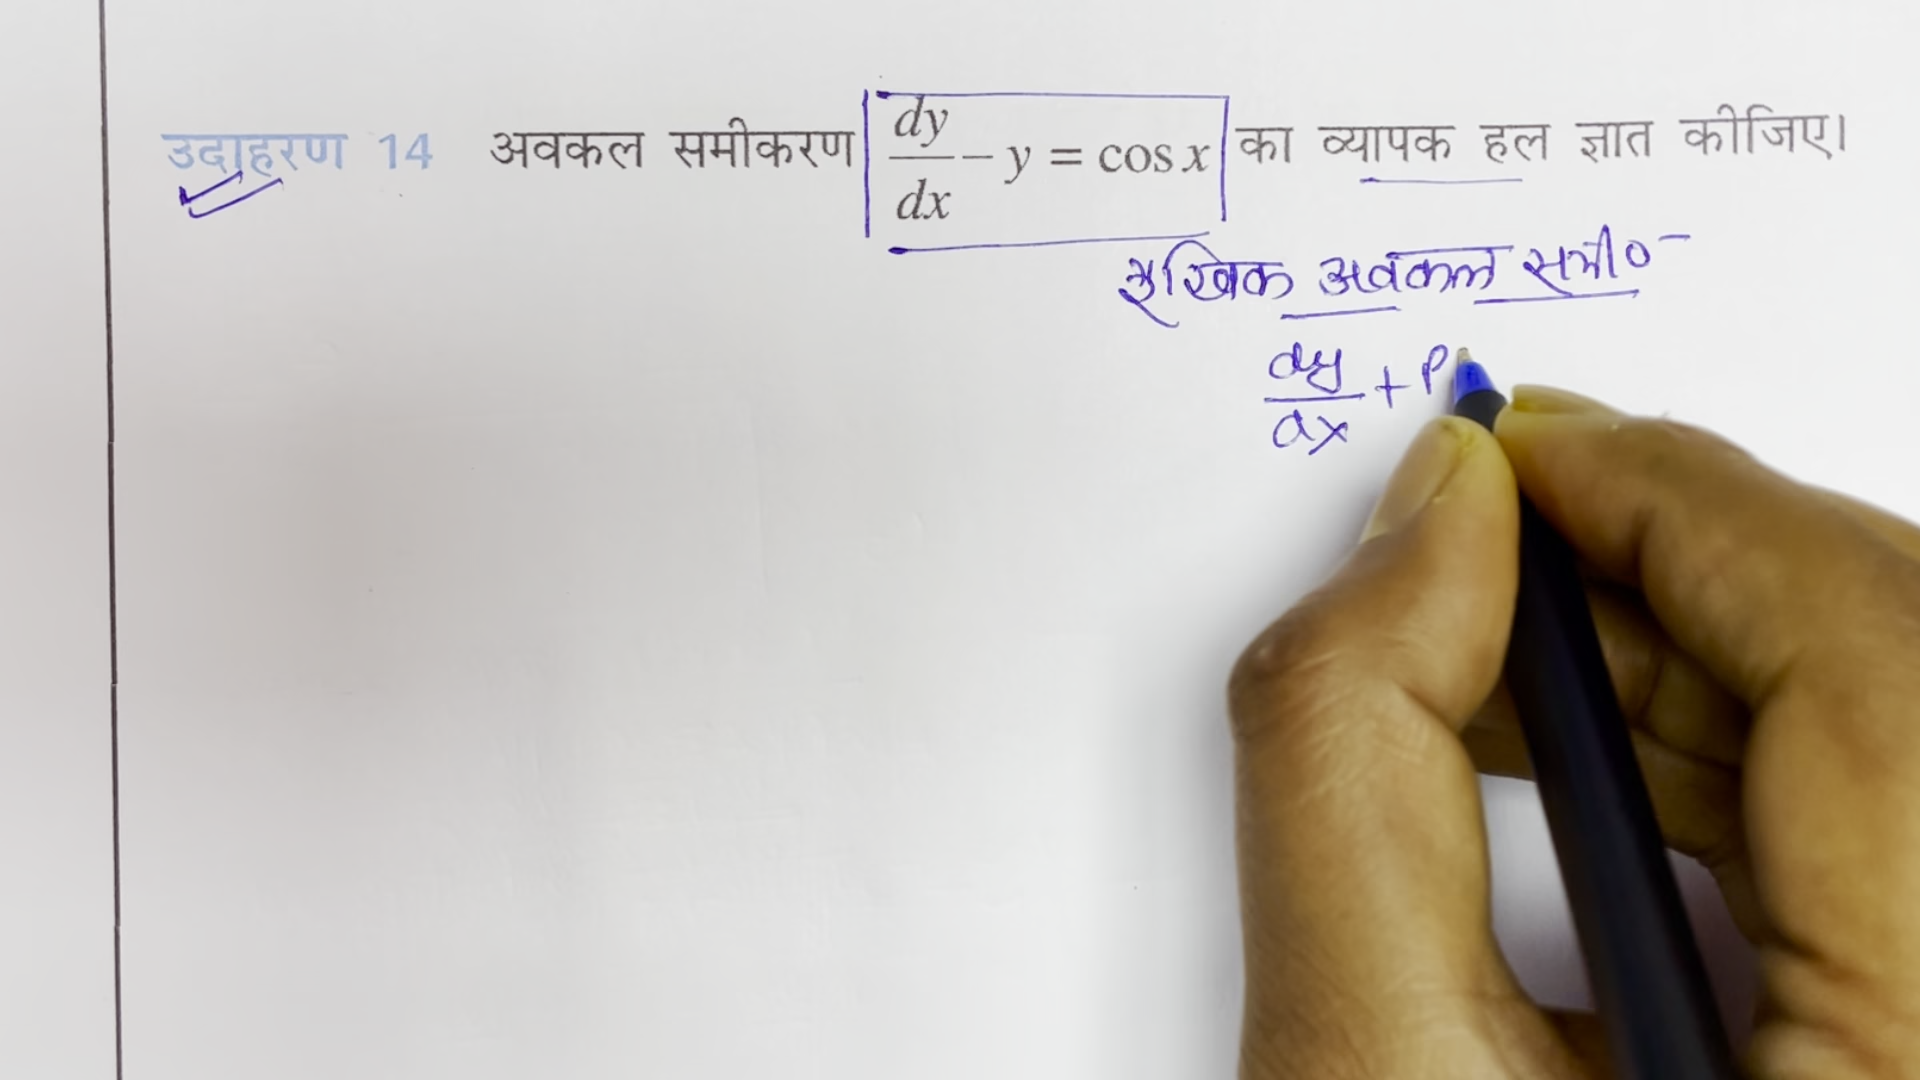 उदाहरण 14 अवकल समीकरण dy/dx − y = cos x का व्यापक हल ज्ञात कीजिए।
रैखिक अवकल समी० -
dy/dx + P